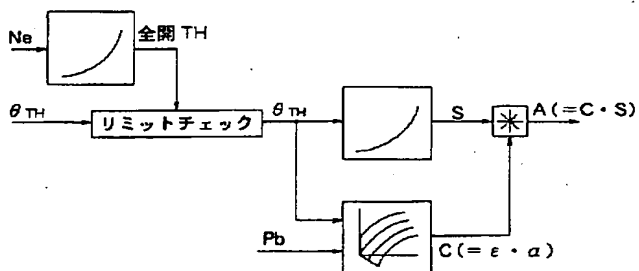 Ne
全開 TH
θTH
リミットチェック
θTH
S
A(=C・S)
Pb
C(=ε・α)